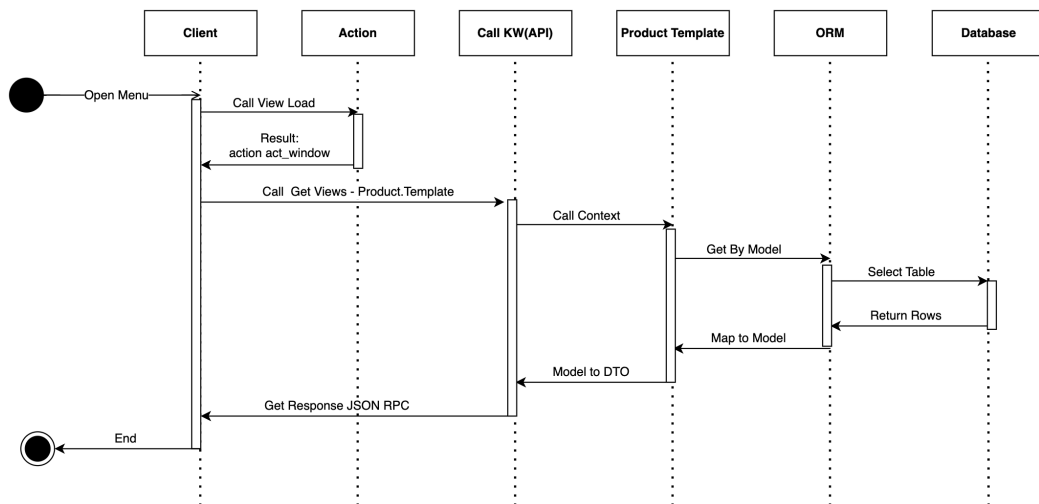 Client
Action
Call KW(API)
Product Template
ORM
Database
Open Menu
Call View Load
Result:
action act_window
Call  Get Views - Product.Template
Call Context
Get By Model
Select Table
Return Rows
Map to Model
Model to DTO
Get Response JSON RPC
End